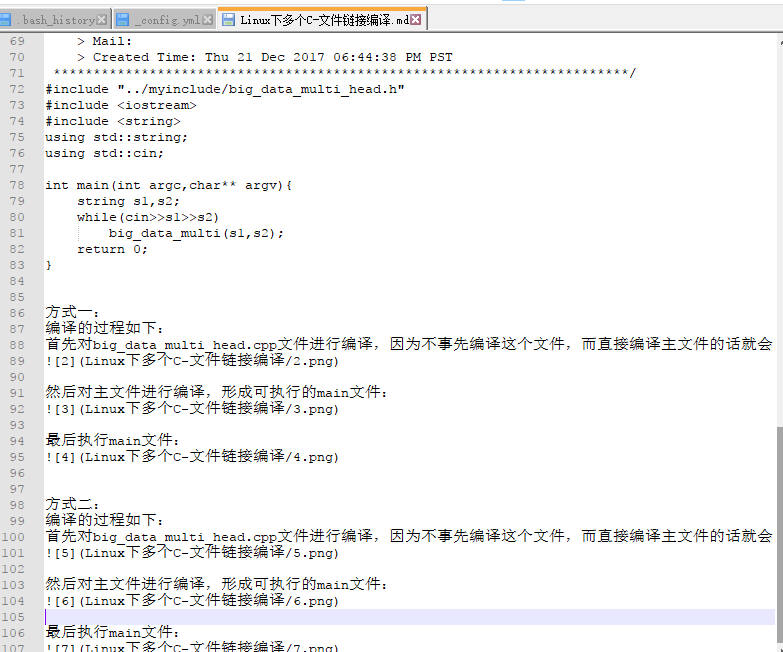 .bash_history
_config.yml
Linux下多个C-文件链接编译.md
69     > Mail:
70     > Created Time: Thu 21 Dec 2017 06:44:38 PM PST
71  ************************************************************************/
72 #include "../myinclude/big_data_multi_head.h"
73 #include <iostream>
74 #include <string>
75 using std::string;
76 using std::cin;
77
78 int main(int argc,char** argv){
79     string s1,s2;
80     while(cin>>s1>>s2)
81         big_data_multi(s1,s2);
82     return 0;
83 }
84
85
86 方式一：
87 编译的过程如下：
88 首先对big_data_multi_head.cpp文件进行编译，因为不事先编译这个文件，而直接编译主文件的话就会
89 ![2](Linux下多个C-文件链接编译/2.png)
90
91 然后对主文件进行编译，形成可执行的main文件：
92 ![3](Linux下多个C-文件链接编译/3.png)
93
94 最后执行main文件：
95 ![4](Linux下多个C-文件链接编译/4.png)
96
97
98 方式二：
99 编译的过程如下：
100 首先对big_data_multi_head.cpp文件进行编译，因为不事先编译这个文件，而直接编译主文件的话就会
101 ![5](Linux下多个C-文件链接编译/5.png)
102
103 然后对主文件进行编译，形成可执行的main文件：
104 ![6](Linux下多个C-文件链接编译/6.png)
105
106 最后执行main文件：
107 ![7](Linux下多个C-文件链接编译/7.png)